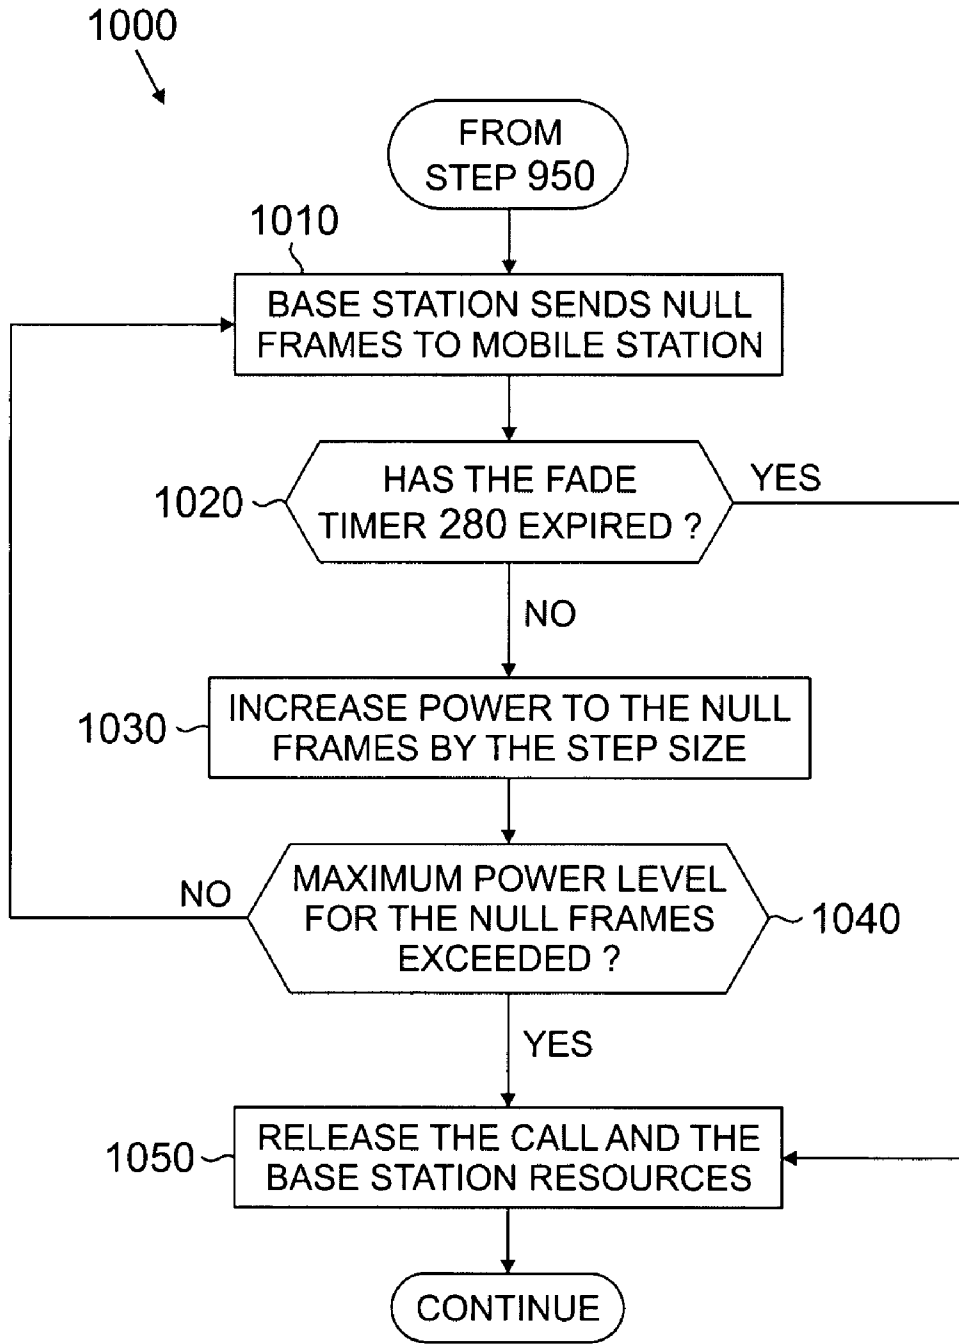 1000
FROM
STEP 950
1010
BASE STATION SENDS NULL
FRAMES TO MOBILE STATION
1020
HAS THE FADE
TIMER 280 EXPIRED ?
YES
NO
1030
INCREASE POWER TO THE NULL
FRAMES BY THE STEP SIZE
NO
MAXIMUM POWER LEVEL
FOR THE NULL FRAMES
EXCEEDED ?
1040
YES
1050
RELEASE THE CALL AND THE
BASE STATION RESOURCES
CONTINUE